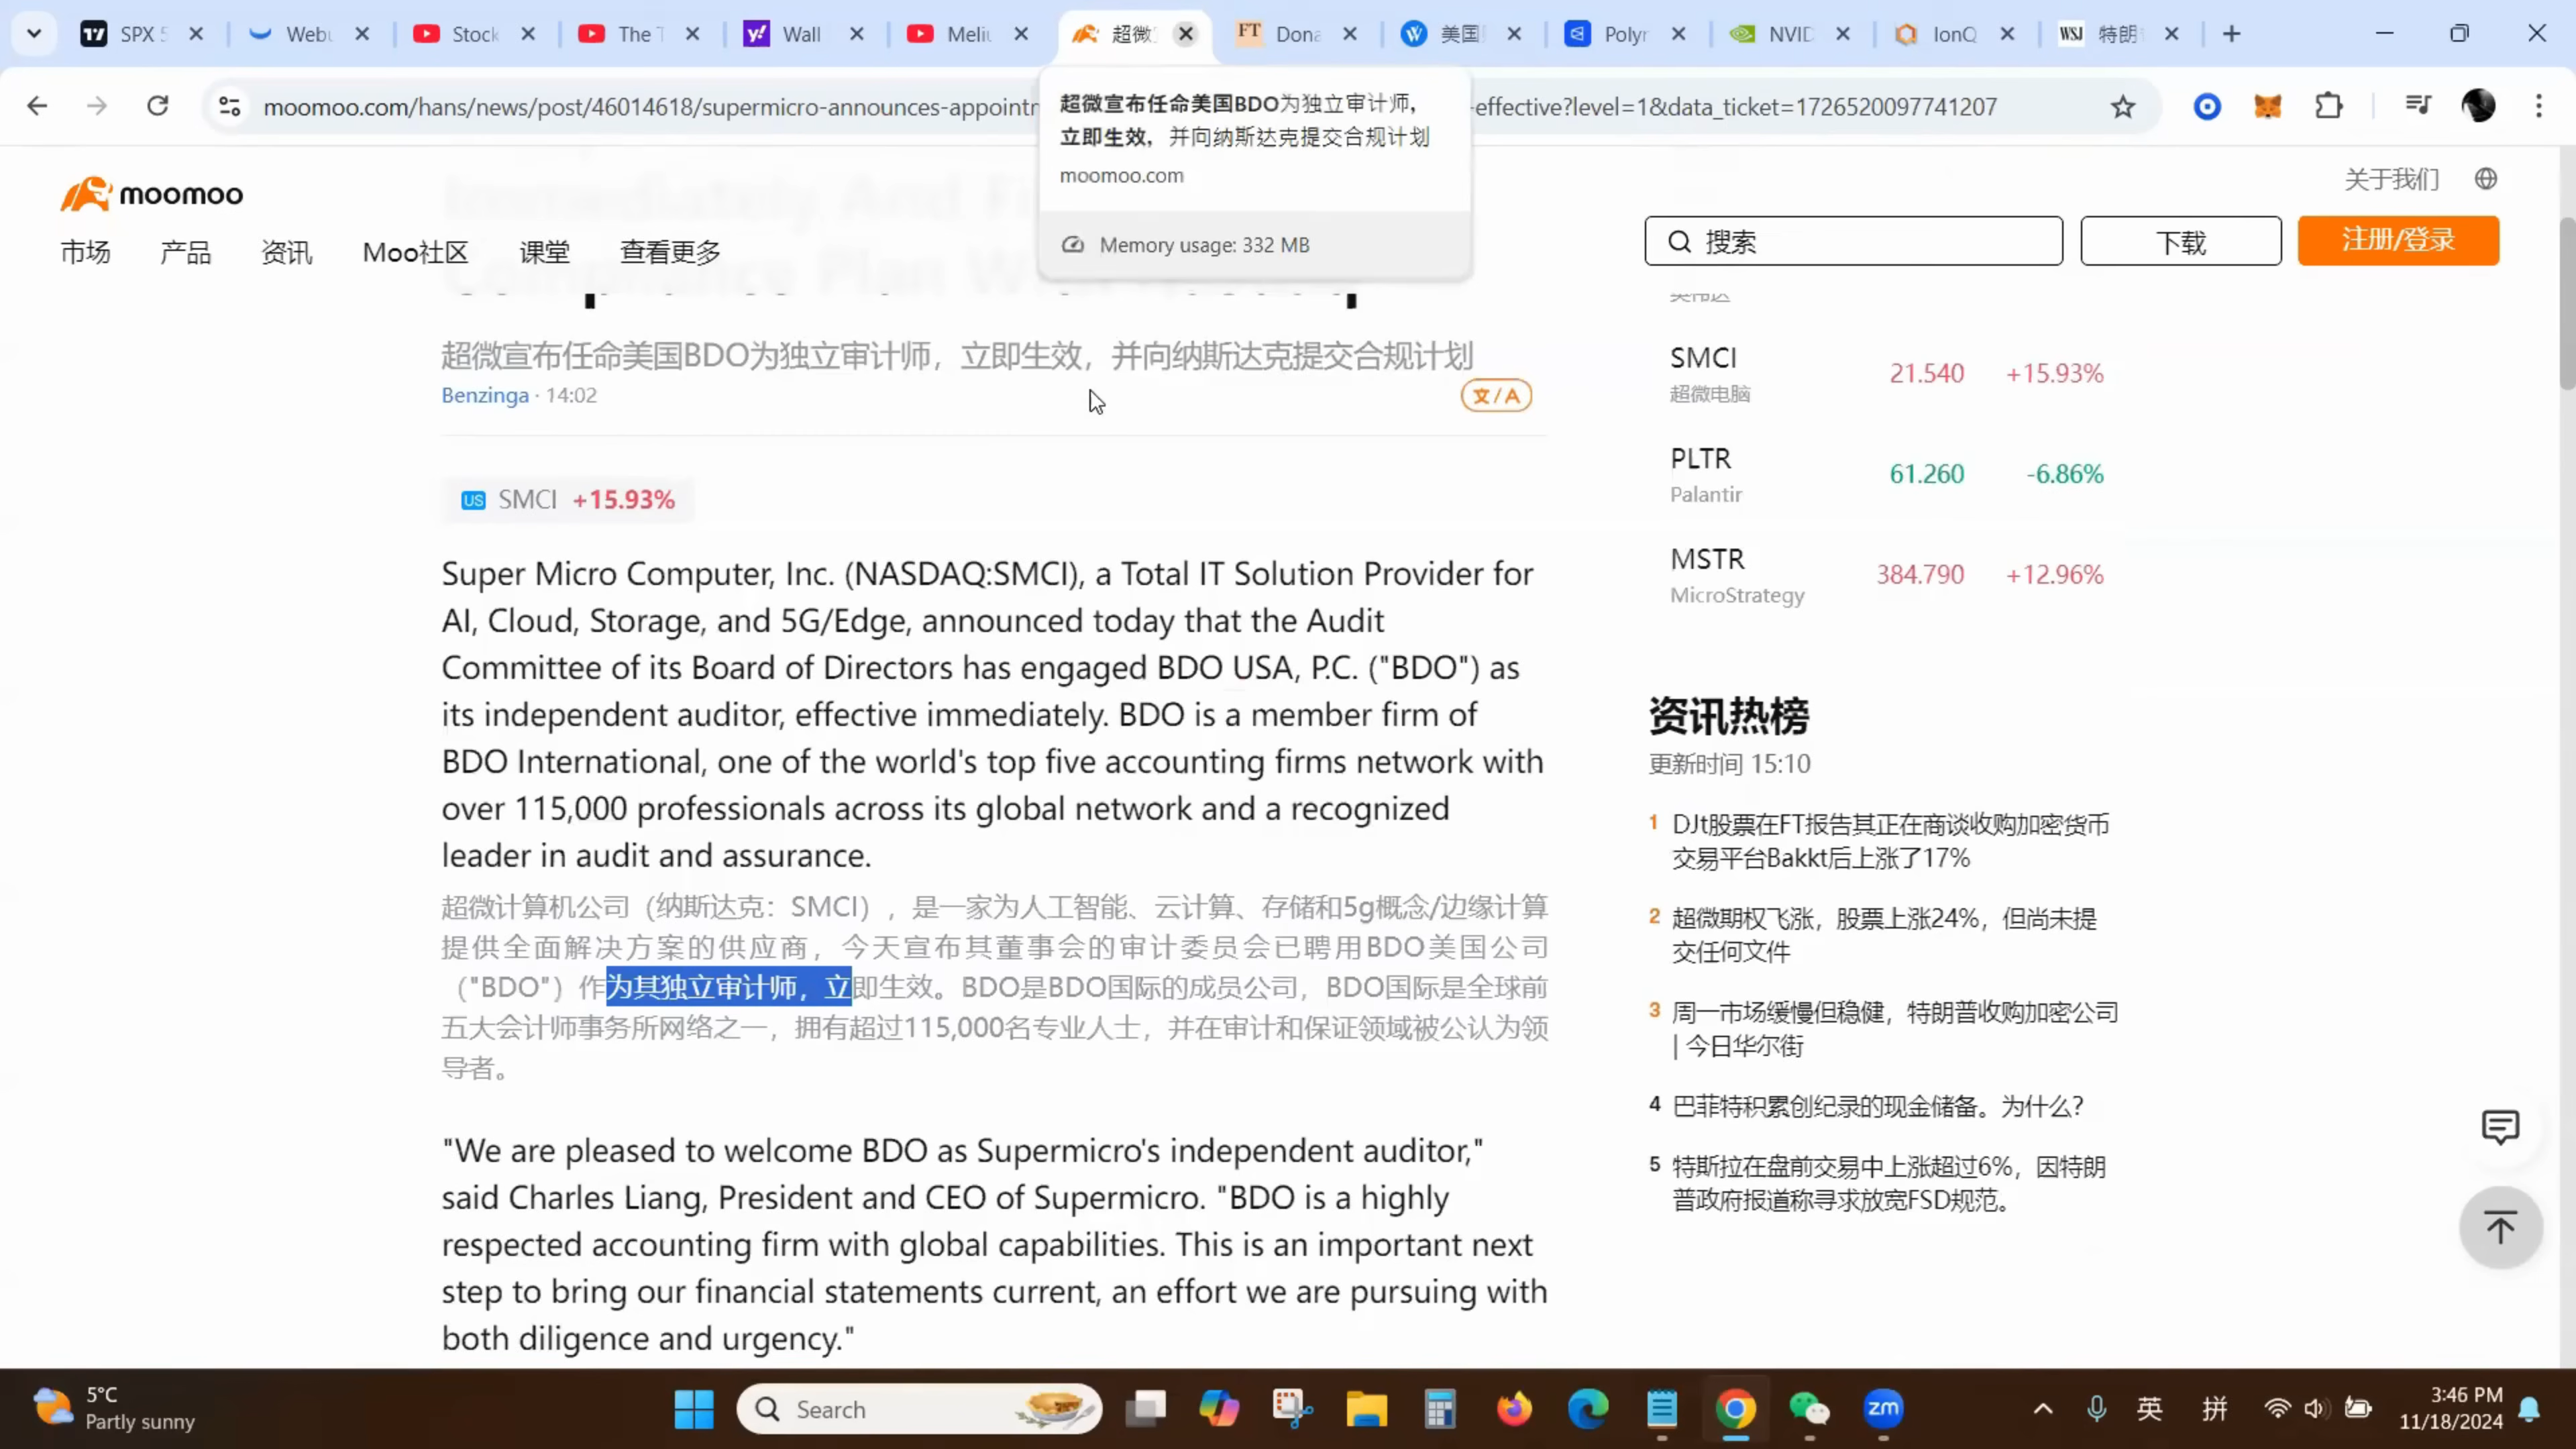 SPX
Webu
Stock
The T
Wall
Meliu
超微
FT
Dona
美国
Polyr
NVID
IonQ
WSJ
特朗
moomoo.com/hans/news/post/46014618/supermicro-announces-appointm
-effective?level=1&data_ticket=1726520097741207
超微宣布任命美国BDO为独立审计师,
立即生效，并向纳斯达克提交合规计划
moomoo.com
Memory usage: 332 MB
moomoo
关于我们
市场
产品
资讯
Moo社区
课堂
查看更多
搜索
下载
注册/登录
Immediately And Fi
Compliance Plan With Nasdaq
超微宣布任命美国BDO为独立审计师，立即生效，并向纳斯达克提交合规计划
Benzinga · 14:02
文/A
US SMCI +15.93%
Super Micro Computer, Inc. (NASDAQ:SMCI), a Total IT Solution Provider for
AI, Cloud, Storage, and 5G/Edge, announced today that the Audit
Committee of its Board of Directors has engaged BDO USA, P.C. ("BDO") as
its independent auditor, effective immediately. BDO is a member firm of
BDO International, one of the world's top five accounting firms network with
over 115,000 professionals across its global network and a recognized
leader in audit and assurance.
超微计算机公司（纳斯达克：SMCI），是一家为人工智能、云计算、存储和5g概念/边缘计算
提供全面解决方案的供应商，今天宣布其董事会的审计委员会已聘用BDO美国公司
（"BDO"）作为其独立审计师，立即生效。BDO是BDO国际的成员公司，BDO国际是全球前
五大会计师事务所网络之一，拥有超过115,000名专业人士，并在审计和保证领域被公认为领
导者。
"We are pleased to welcome BDO as Supermicro's independent auditor,"
said Charles Liang, President and CEO of Supermicro. "BDO is a highly
respected accounting firm with global capabilities. This is an important next
step to bring our financial statements current, an effort we are pursuing with
both diligence and urgency."
英伟达
SMCI 21.540 +15.93%
超微电脑
PLTR 61.260 -6.86%
Palantir
MSTR 384.790 +12.96%
MicroStrategy
资讯热榜
更新时间 15:10
1 DJt股票在FT报告其正在商谈收购加密货币
交易平台Bakkt后上涨了17%
2 超微期权飞涨，股票上涨24%，但尚未提
交任何文件
3 周一市场缓慢但稳健，特朗普收购加密公司
| 今日华尔街
4 巴菲特积累创纪录的现金储备。为什么?
5 特斯拉在盘前交易中上涨超过6%，因特朗
普政府报道称寻求放宽FSD规范。
5°C
Partly sunny
Search
zm
英
拼
3:46 PM
11/18/2024